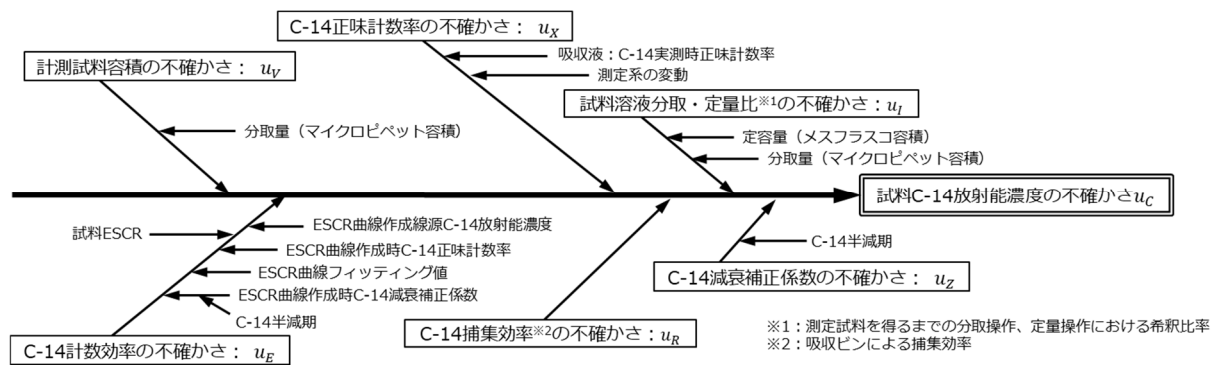 C-14正味計数率の不確かさ： u_X
吸収液：C-14実測時正味計数率
計測試料容積の不確かさ： u_V
測定系の変動
試料溶液分取・定量比※1の不確かさ：u_I
分取量（マイクロピペット容積）
定容量（メスフラスコ容積）
分取量（マイクロピペット容積）
試料C-14放射能濃度の不確かさu_C
試料ESCR
ESCR曲線作成線源C-14放射能濃度
ESCR曲線作成時C-14正味計数率
C-14半減期
ESCR曲線フィッティング値
C-14減衰補正係数の不確かさ： u_Z
ESCR曲線作成時C-14減衰補正係数
C-14半減期
C-14捕集効率※2の不確かさ：u_R
C-14計数効率の不確かさ： u_E
※1：測定試料を得るまでの分取操作、定量操作における希釈比率
※2：吸収ビンによる捕集効率